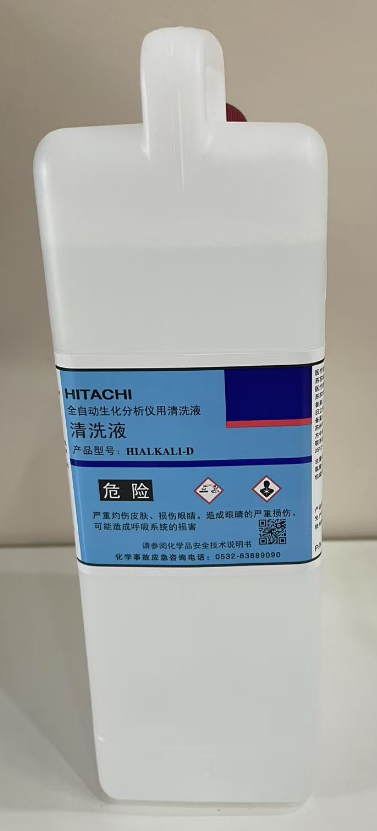 HITACHI
全自动生化分析仪用清洗液
清洗液
产品型号：HIALKALI-D
危险
严重灼伤皮肤、损伤眼睛。造成眼睛的严重损伤，
可能造成呼吸系统的损害
请参阅化学品安全技术说明书
化学事故应急咨询电话：0532-83889090